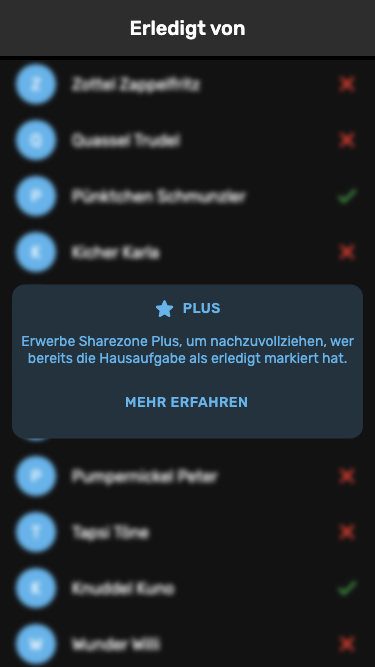 Erledigt von
Z Zottel Zappelfritz
Q Quassel Trudel
P Pünktchen Schmunzler
K Kicher Karla
PLUS
Erwerbe Sharezone Plus, um nachzuvollziehen, wer
bereits die Hausaufgabe als erledigt markiert hat.
MEHR ERFAHREN
P Pumpernickel Peter
T Tapsi Töne
K Knuddel Kuno
W Wunder Willi